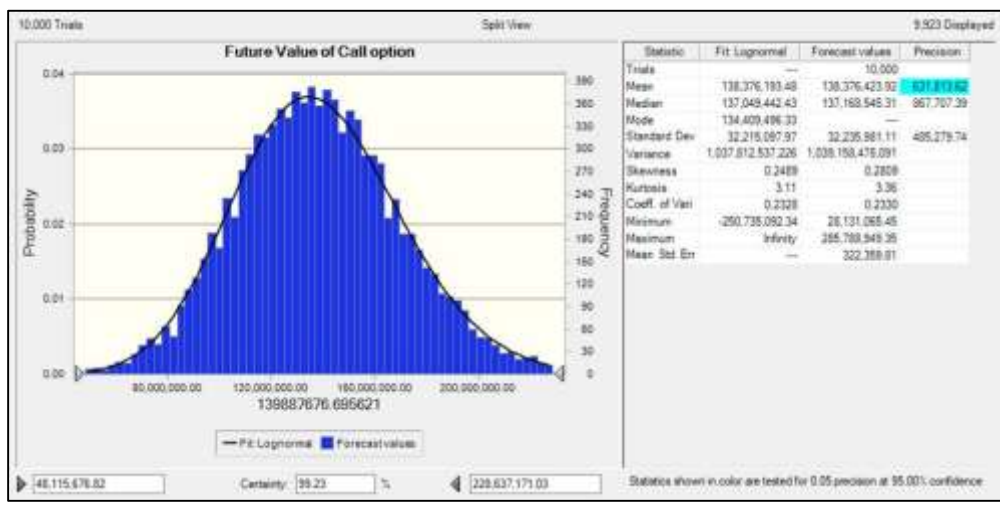 10,000 Trials Split View 9,923 Displayed
Future Value of Call option
Probability
0.04
0.03
0.02
0.01
0.00
Frequency
390
360
330
300
270
240
210
180
150
120
90
60
30
0
80,000,000.00 120,000,000.00 160,000,000.00 200,000,000.00
139887676.695621
Fit: Lognormal Forecast values
Statistic Fit: Lognormal Forecast values Precision
Trials --- 10,000
Mean 138,376,193.48 138,376,423.92 631,813.62
Median 137,049,442.43 137,168,545.31 867,707.39
Mode 134,409,496.33 ---
Standard Dev 32,215,097.97 32,235,981.11 485,279.74
Variance 1,037,812,537,226 1,039,158,478,091
Skewness 0.2489 0.2808
Kurtosis 3.11 3.36
Coeff. of Vari 0.2328 0.2330
Minimum -250,735,092.34 28,131,065.45
Maximum Infinity 285,788,949.35
Mean Std. Err --- 322,359.81
48,115,676.82 Certainty: 99.23 % 228,637,171.03
Statistics shown in color are tested for 0.05 precision at 95.00% confidence